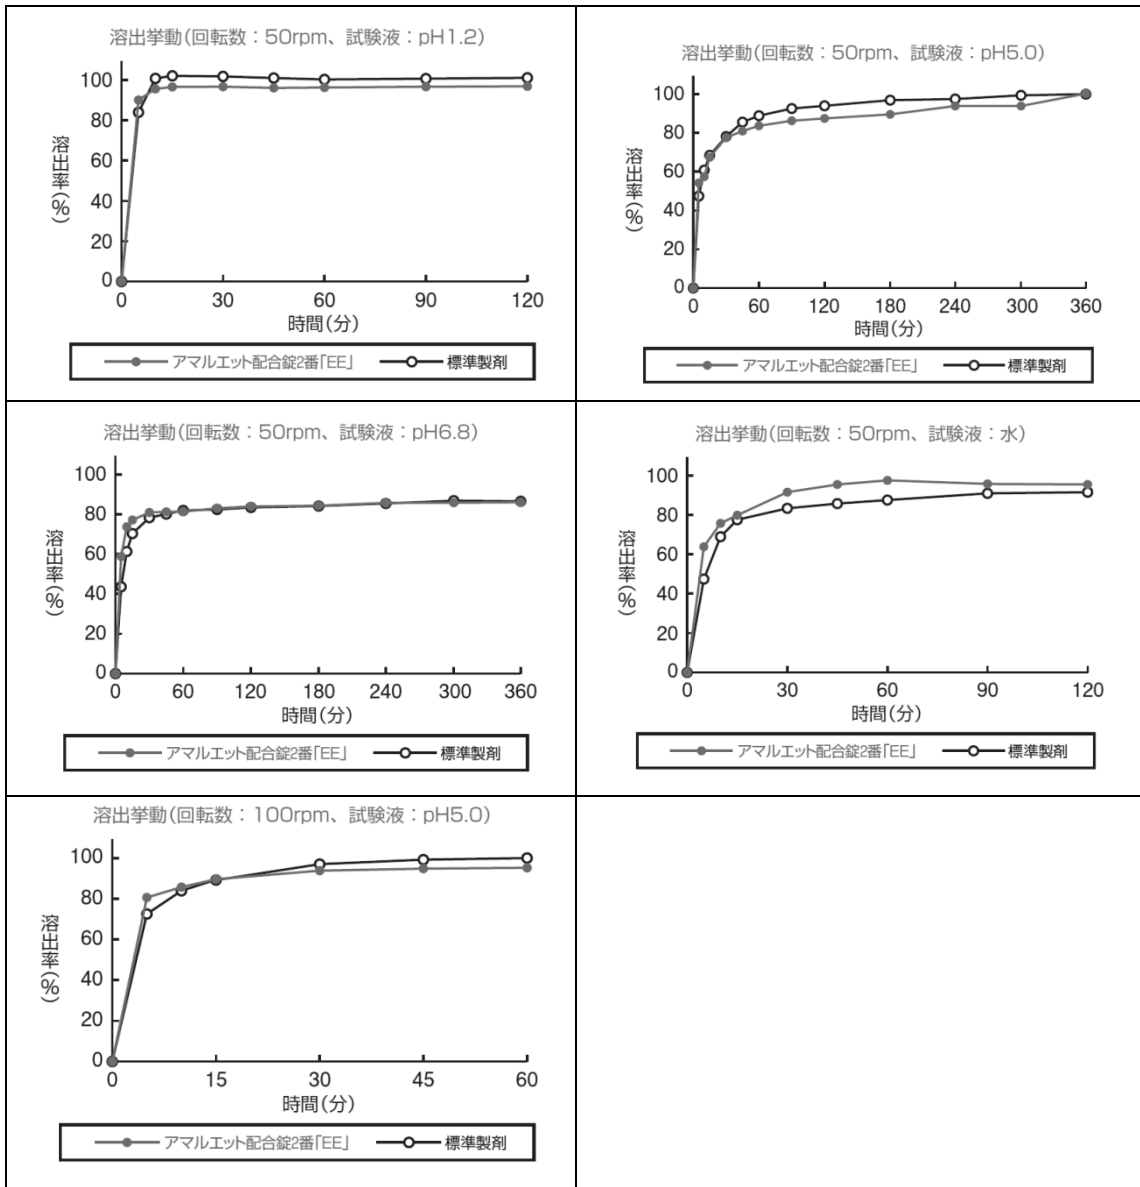 溶出挙動(回転数：50rpm、試験液：pH1.2)
100
80
60
40
20
0
溶出率(%)
0 30 60 90 120
時間(分)
アマルエット配合錠2番「EE」 標準製剤
溶出挙動(回転数：50rpm、試験液：pH5.0)
100
80
60
40
20
0
溶出率(%)
0 60 120 180 240 300 360
時間(分)
アマルエット配合錠2番「EE」 標準製剤
溶出挙動(回転数：50rpm、試験液：pH6.8)
100
80
60
40
20
0
溶出率(%)
0 60 120 180 240 300 360
時間(分)
アマルエット配合錠2番「EE」 標準製剤
溶出挙動(回転数：50rpm、試験液：水)
100
80
60
40
20
0
溶出率(%)
0 30 60 90 120
時間(分)
アマルエット配合錠2番「EE」 標準製剤
溶出挙動(回転数：100rpm、試験液：pH5.0)
100
80
60
40
20
0
溶出率(%)
0 15 30 45 60
時間(分)
アマルエット配合錠2番「EE」 標準製剤